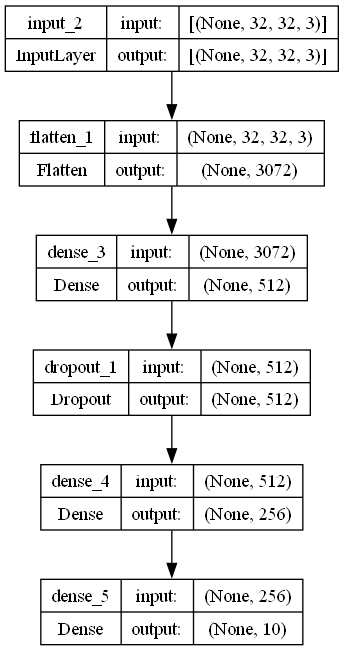 input_2 input: [(None, 32, 32, 3)]
InputLayer output: [(None, 32, 32, 3)]
flatten_1 input: (None, 32, 32, 3)
Flatten output: (None, 3072)
dense_3 input: (None, 3072)
Dense output: (None, 512)
dropout_1 input: (None, 512)
Dropout output: (None, 512)
dense_4 input: (None, 512)
Dense output: (None, 256)
dense_5 input: (None, 256)
Dense output: (None, 10)